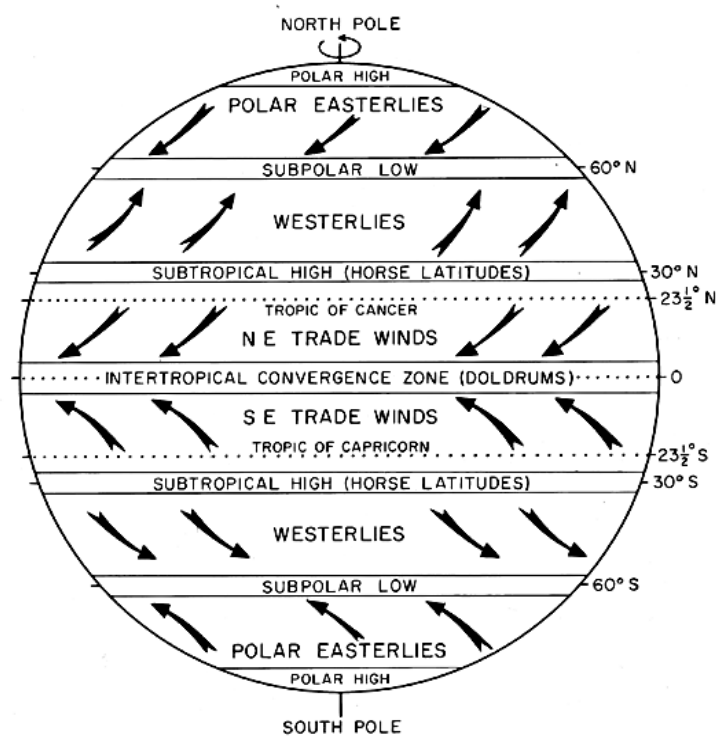 NORTH POLE
POLAR HIGH
POLAR EASTERLIES
SUBPOLAR LOW
60° N
WESTERLIES
SUBTROPICAL HIGH (HORSE LATITUDES)
30° N
23½° N
TROPIC OF CANCER
N E TRADE WINDS
INTERTROPICAL CONVERGENCE ZONE (DOLDRUMS)
0
S E TRADE WINDS
TROPIC OF CAPRICORN
23½° S
SUBTROPICAL HIGH (HORSE LATITUDES)
30° S
WESTERLIES
SUBPOLAR LOW
60° S
POLAR EASTERLIES
POLAR HIGH
SOUTH POLE